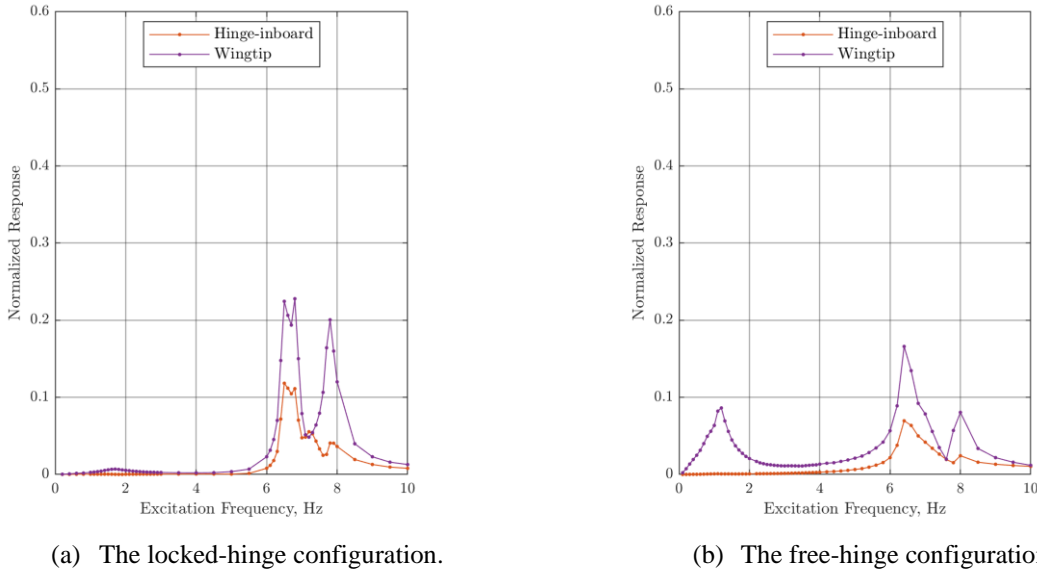 0.6
0.5
0.4
0.3
0.2
0.1
0
Normalized Response
Hinge-inboard
Wingtip
0 2 4 6 8 10
Excitation Frequency, Hz
(a) The locked-hinge configuration.
0.6
0.5
0.4
0.3
0.2
0.1
0
Normalized Response
Hinge-inboard
Wingtip
0 2 4 6 8 10
Excitation Frequency, Hz
(b) The free-hinge configuration